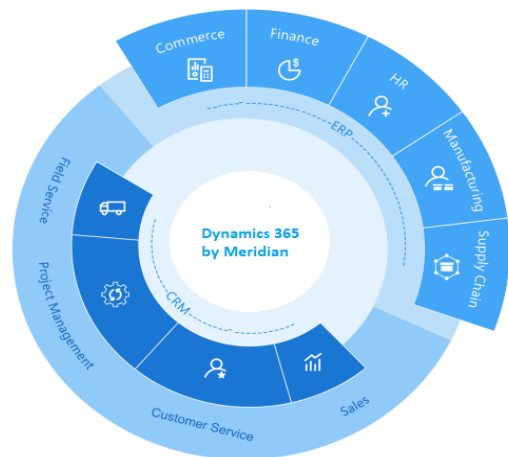 Commerce
Finance
HR
Manufacturing
Supply Chain
ERP
Dynamics 365
by Meridian
CRM
Field Service
Project Management
Customer Service
Sales